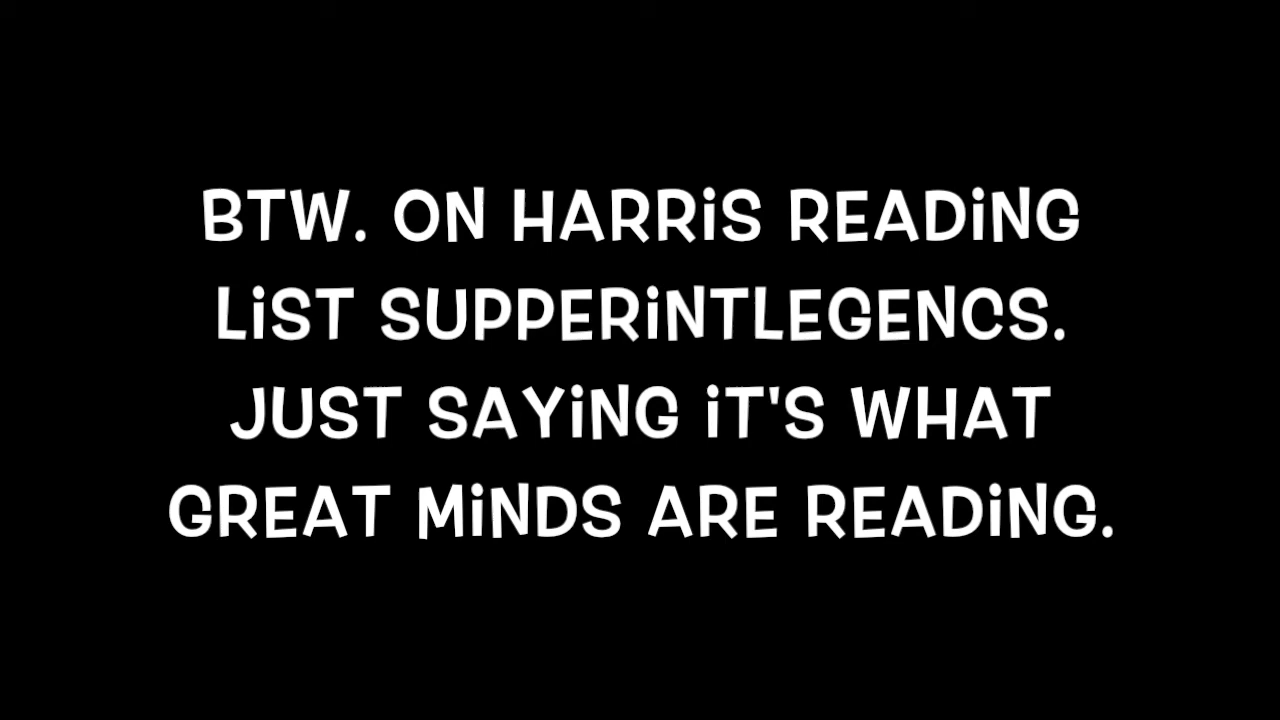 BTW. ON HARRiS READiNG
LiST SUPPERiNTLEGENCS.
JUST SAYiNG iT'S WHAT
GREAT MiNDS ARE READiNG.